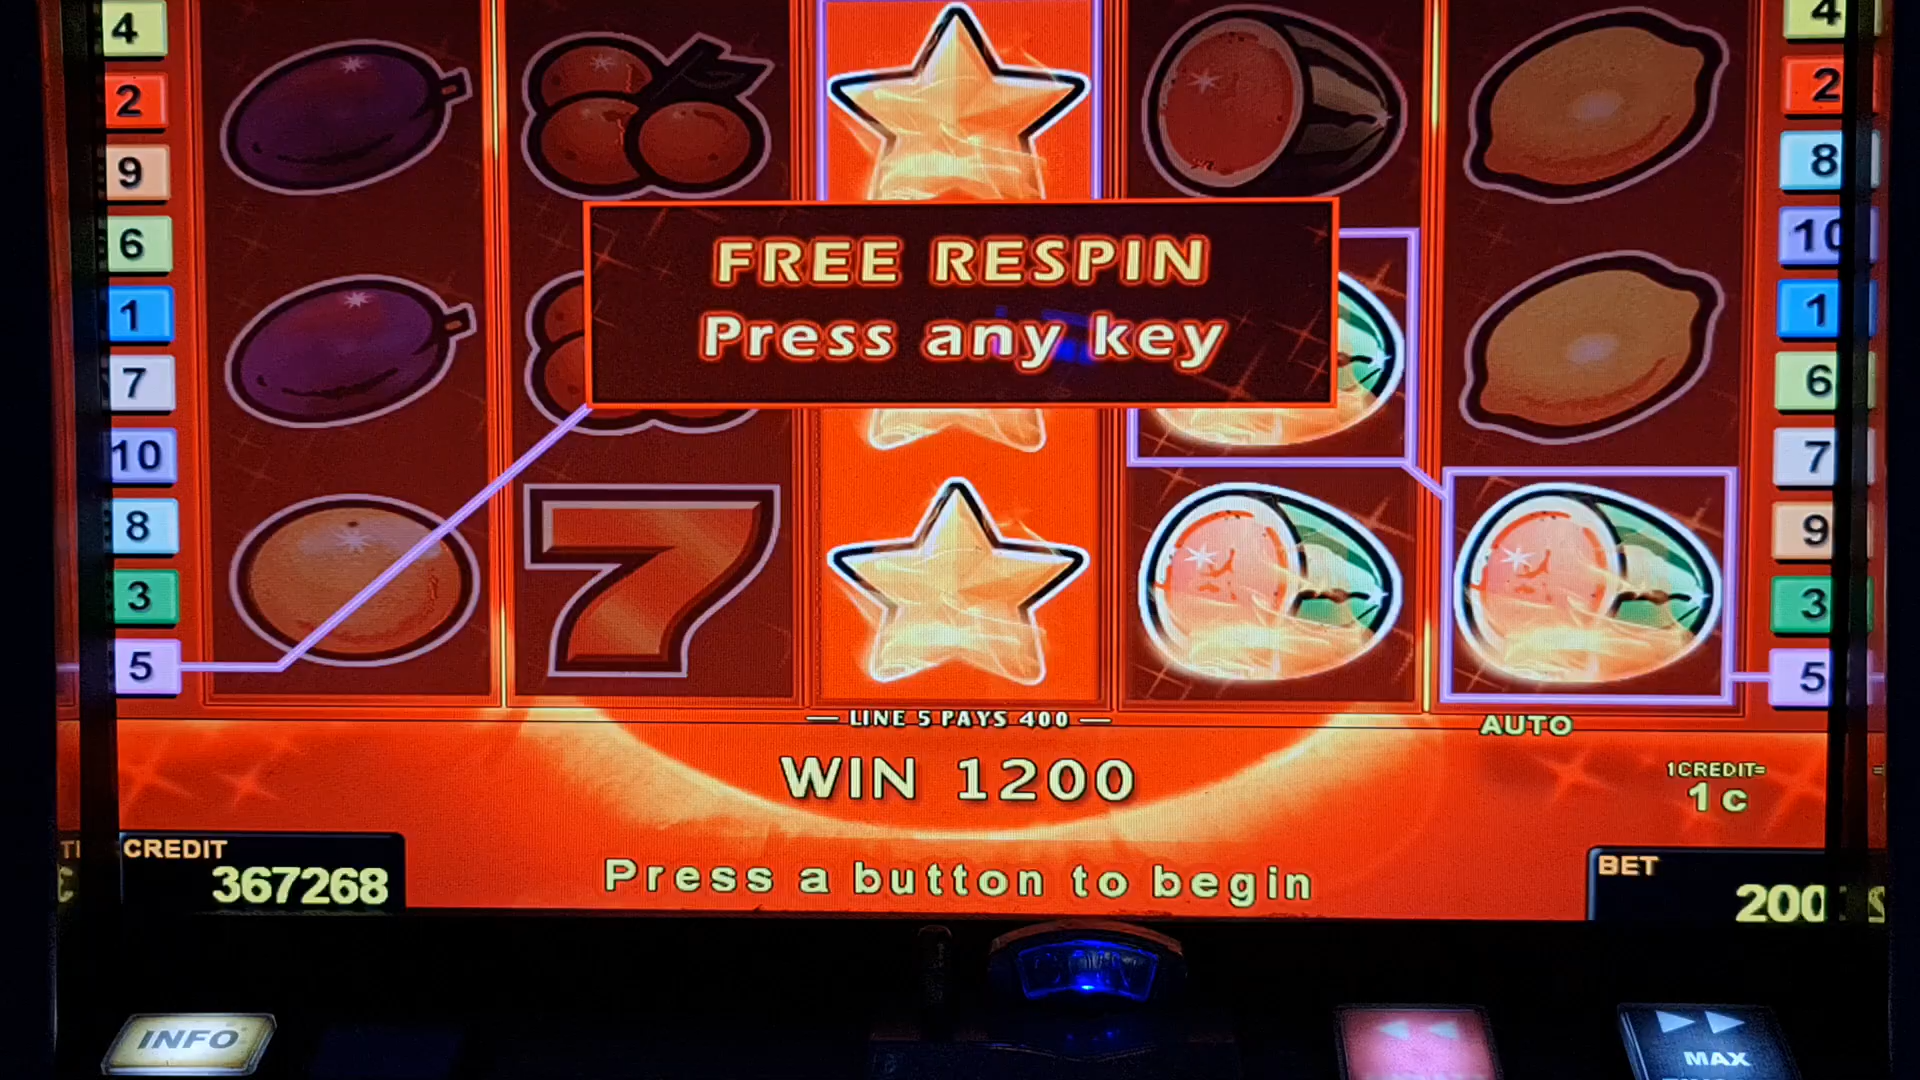 4
2
9
6
1
7
10
8
3
5
4
2
8
10
1
6
7
9
3
5
FREE RESPIN
Press any key
LINE 5 PAYS 400
AUTO
WIN 1200
1CREDIT=
1 c
CREDIT
367268
Press a button to begin
BET
200
INFO
MAX